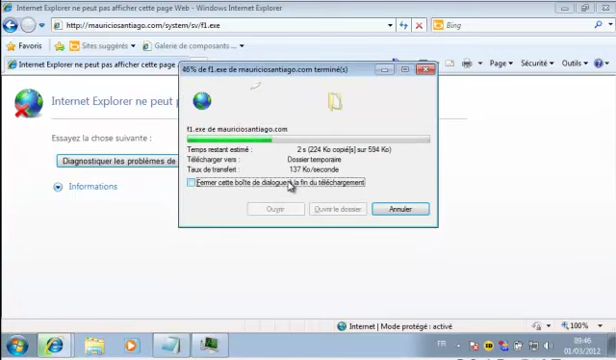 Internet Explorer ne peut pas afficher cette page Web - Windows Internet Explorer
http://mauriciosantiago.com/system/sv/f1.exe
Bing
Favoris
Sites suggérés
Galerie de composants
Internet Explorer ne peut pas afficher cette pag
Page
Sécurité
Outils
46% de f1.exe de mauriciosantiago.com terminé(s)
Internet Explorer ne p
f1.exe de mauriciosantiago.com
Essayez la chose suivante :
Temps restant estimé : 2 s (224 Ko copié(s) sur 594 Ko)
Télécharger vers : Dossier temporaire
Diagnostiquer les problèmes de
Taux de transfert : 137 Ko/seconde
Fermer cette boîte de dialogue à la fin du téléchargement
Informations
Ouvrir
Ouvrir le dossier
Annuler
Internet | Mode protégé : activé
100%
FR
09:46
01/03/2012